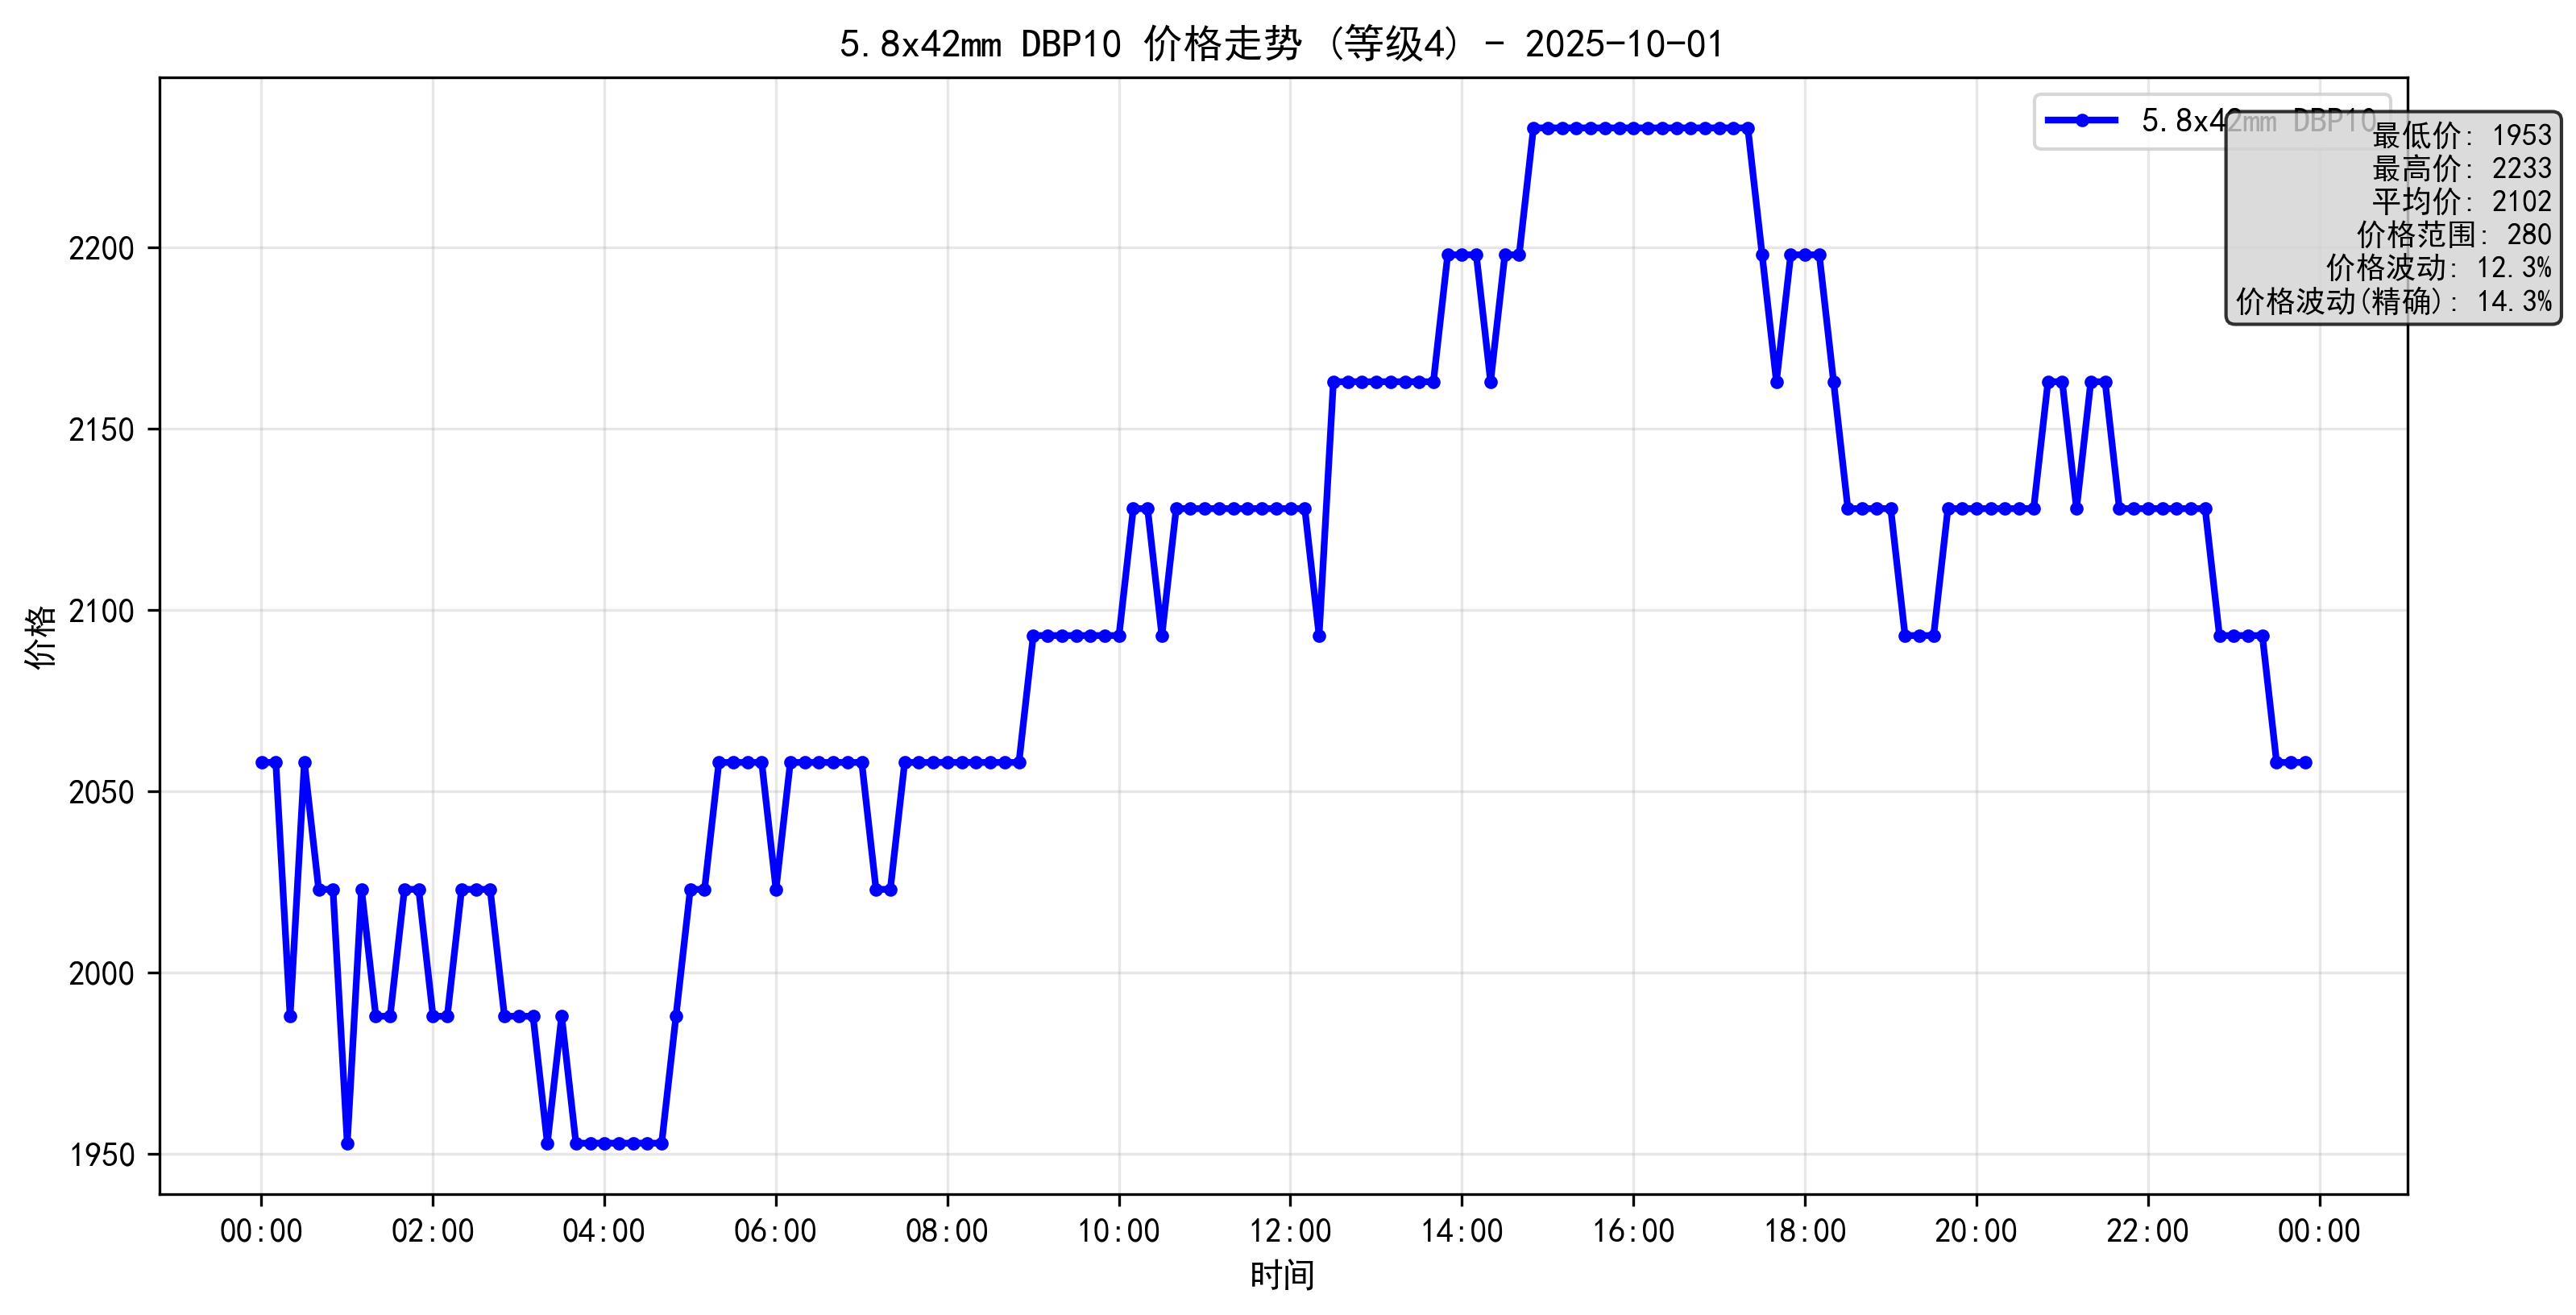 5.8x42mm DBP10 价格走势 (等级4) - 2025-10-01
5.8x42mm DBP10
最低价: 1953
最高价: 2233
平均价: 2102
价格范围: 280
价格波动: 12.3%
价格波动(精确): 14.3%
2200
2150
2100
2050
2000
1950
价格
00:00 02:00 04:00 06:00 08:00 10:00 12:00 14:00 16:00 18:00 20:00 22:00 00:00
时间